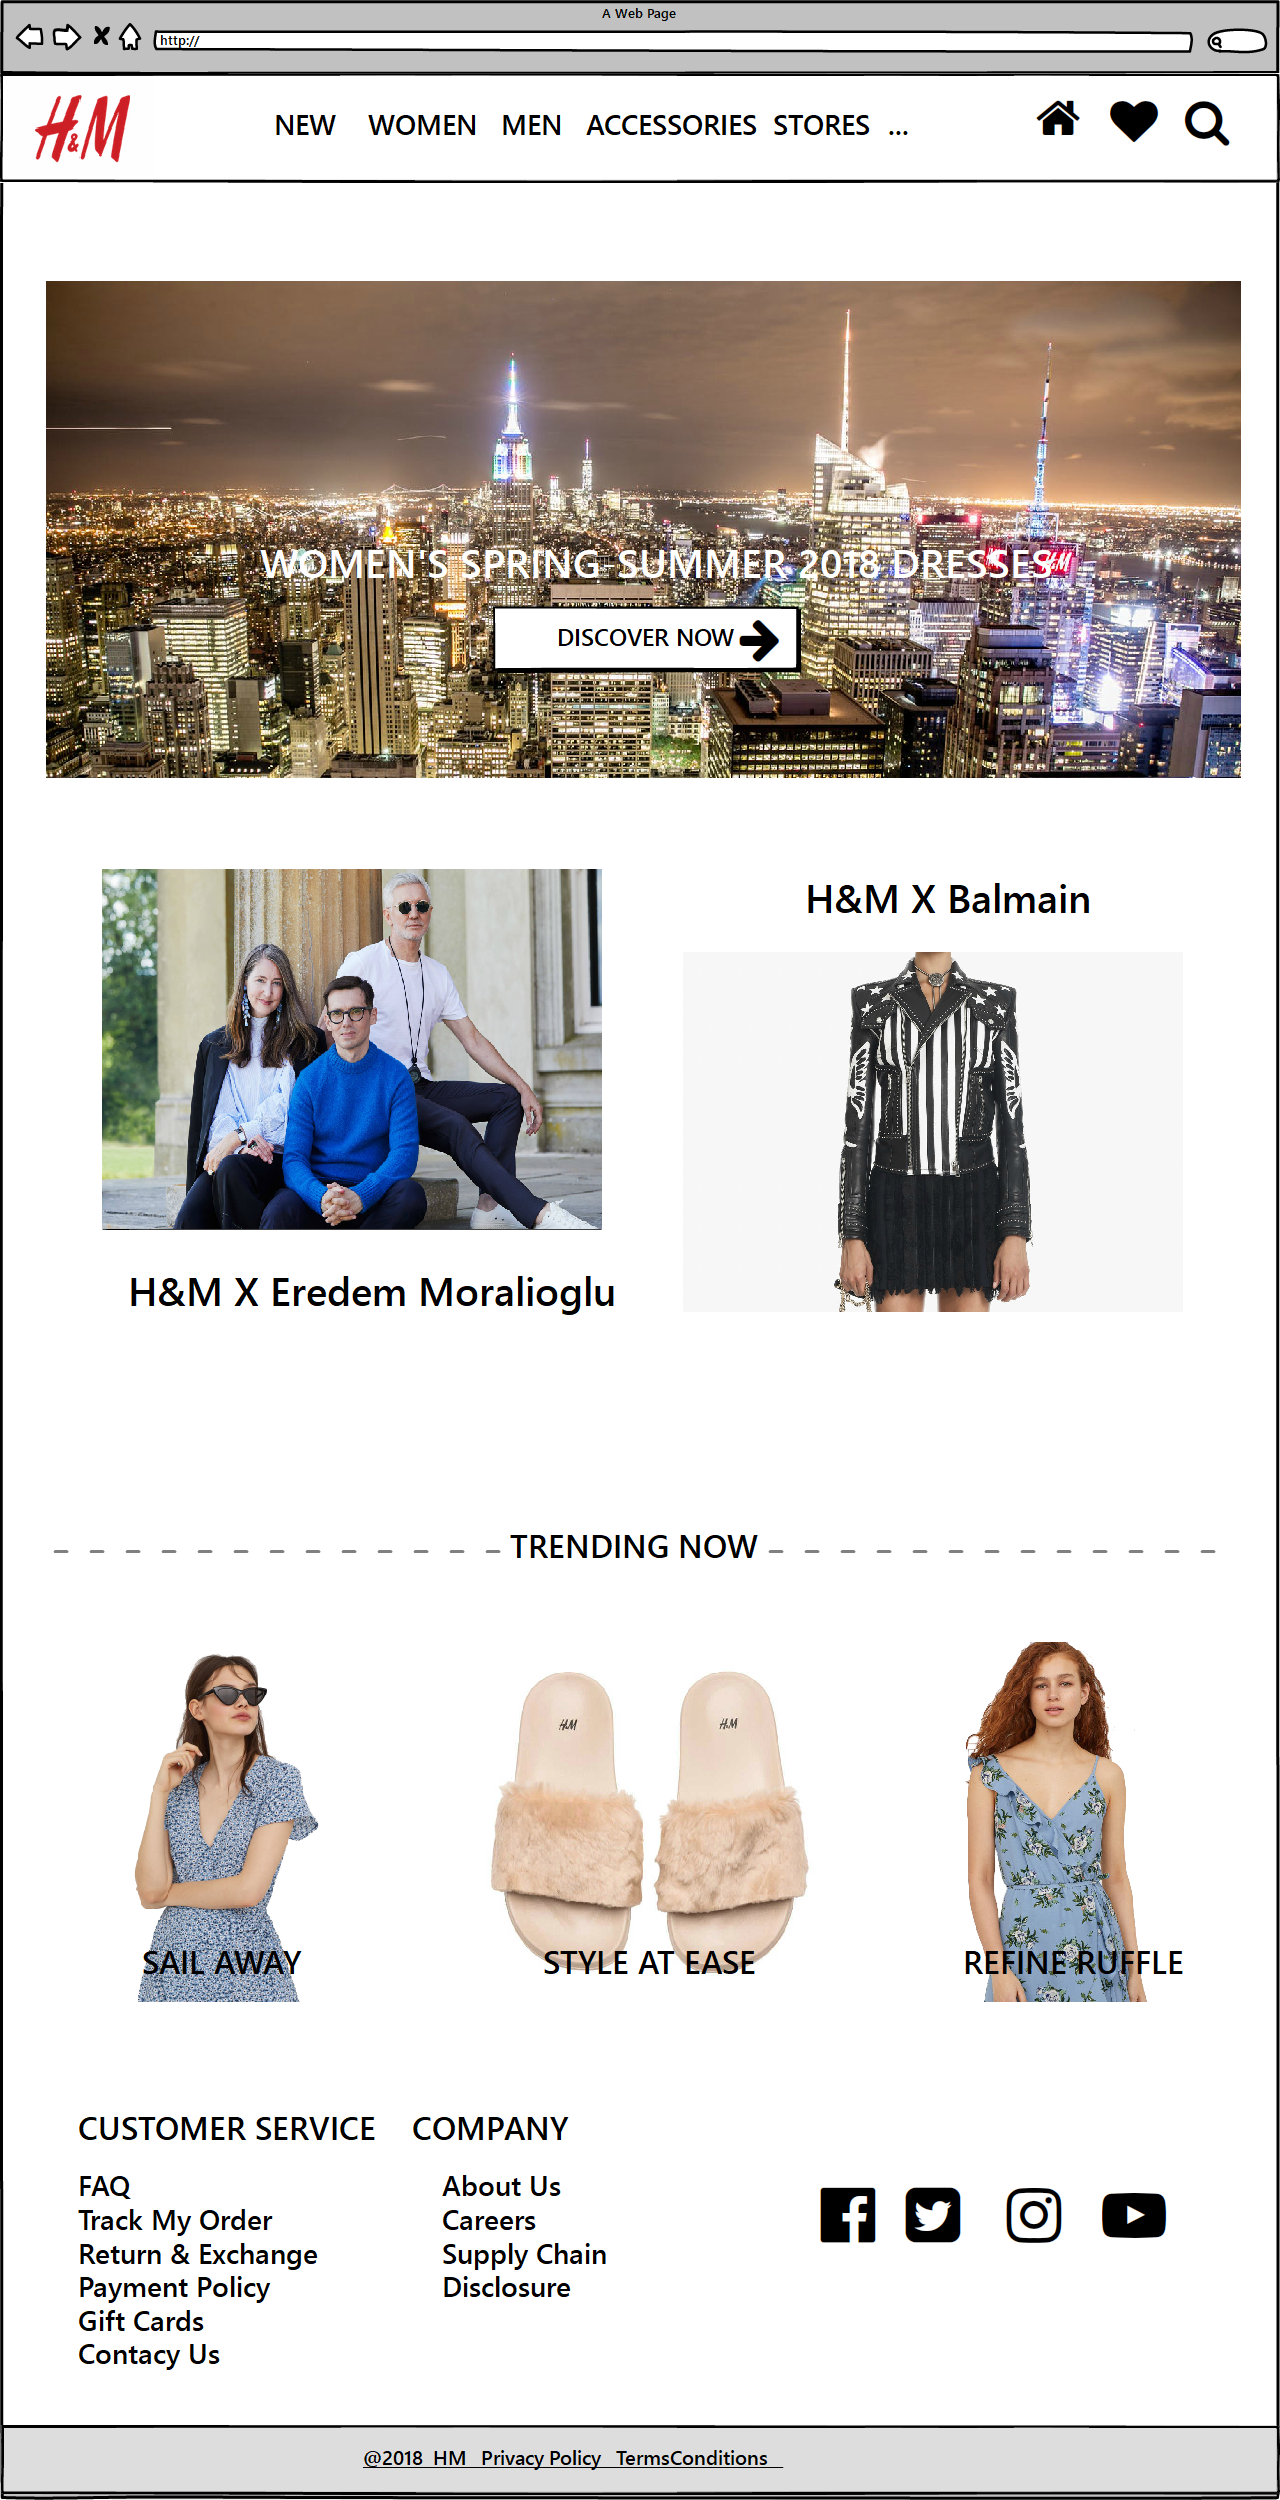 A Web Page
http://
H&M
NEW WOMEN MEN ACCESSORIES STORES ...
WOMEN'S SPRING SUMMER 2018 DRESSES
H&M
DISCOVER NOW
H&M X Balmain
H&M X Eredem Moralioglu
TRENDING NOW
H&M
H&M
SAIL AWAY
STYLE AT EASE
REFINE RUFFLE
CUSTOMER SERVICE
FAQ
Track My Order
Return & Exchange
Payment Policy
Gift Cards
Contacy Us
COMPANY
About Us
Careers
Supply Chain
Disclosure
@2018 HM Privacy Policy TermsConditions